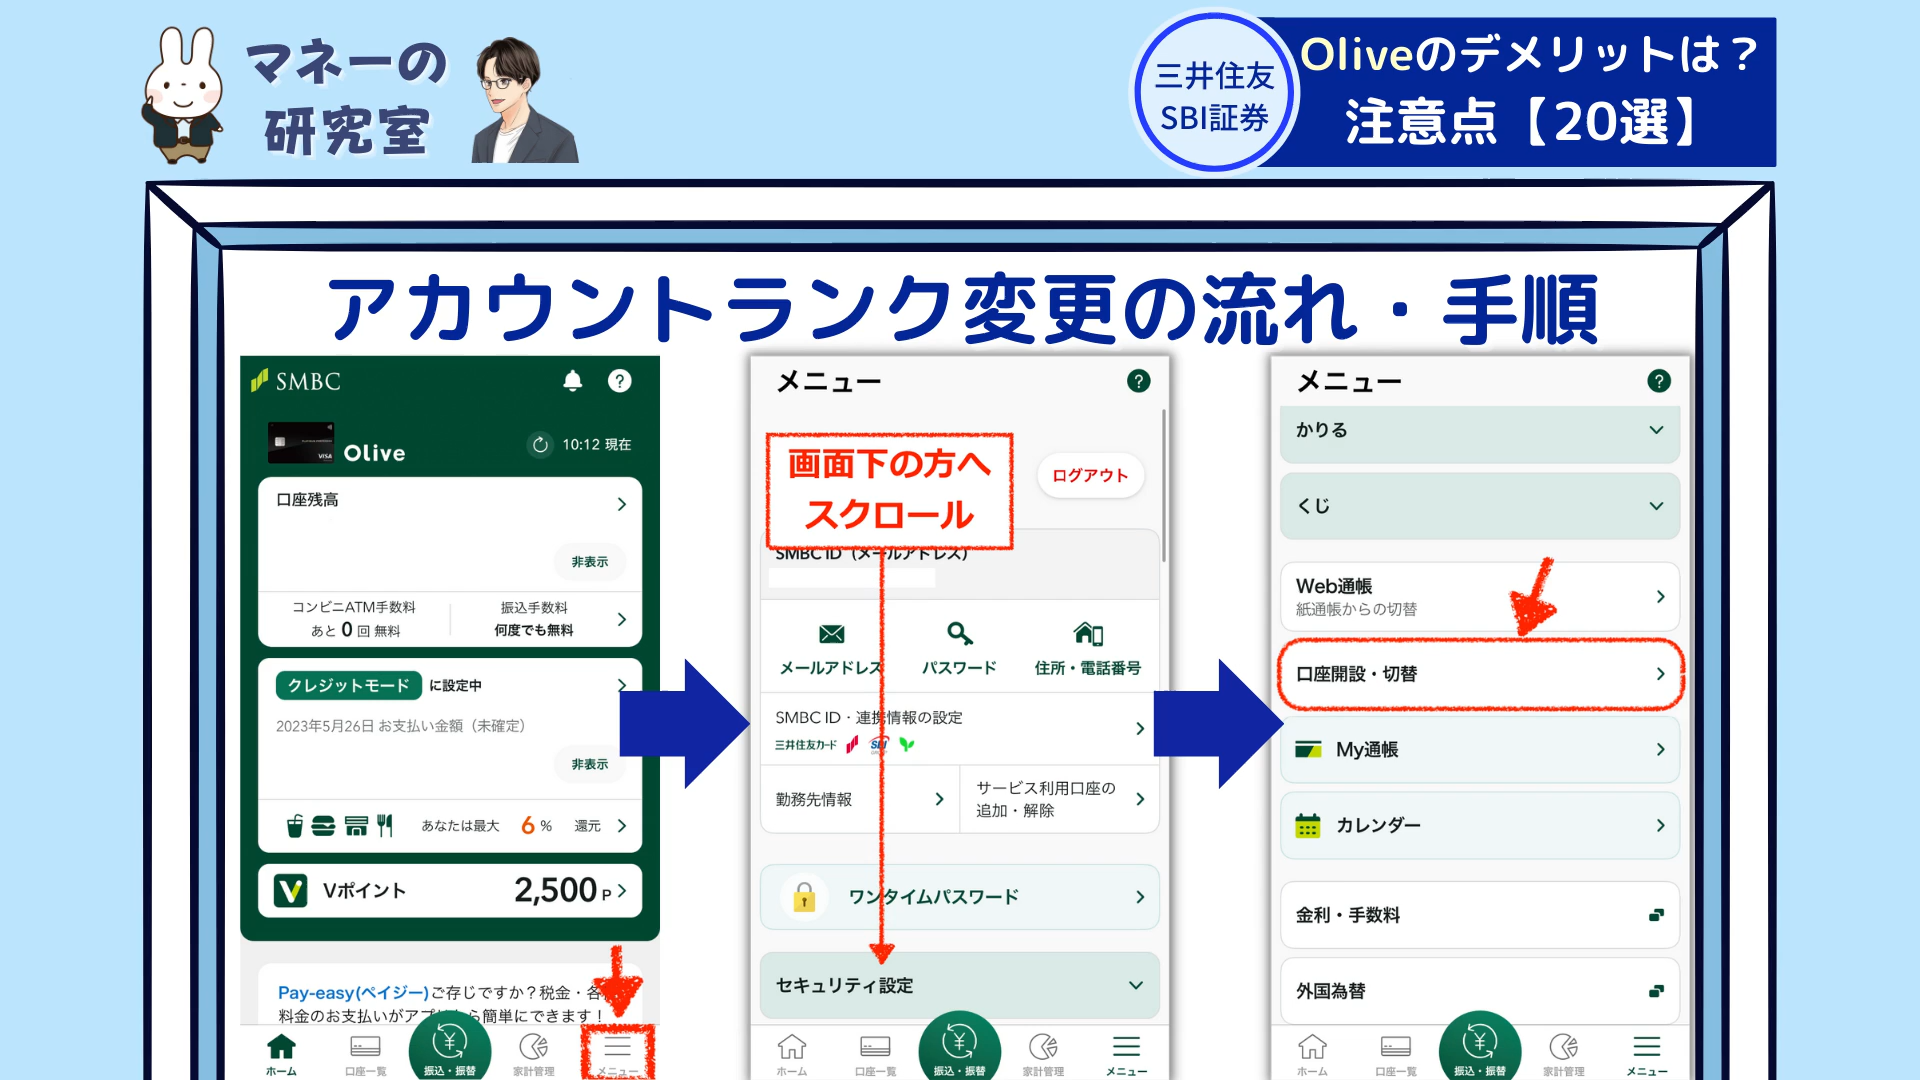 マネーの
研究室
三井住友
SBI証券
Oliveのデメリットは？
注意点【20選】
アカウントランク変更の流れ・手順
SMBC
?
VISA
Olive
10:12 現在
口座残高
非表示
コンビニATM手数料
あと 0 回 無料
振込手数料
何度でも無料
クレジットモード に設定中
2023年5月26日 お支払い金額（未確定）
非表示
あなたは最大 6 % 還元
Vポイント
2,500 P
Pay-easy(ペイジー)ご存じですか？税金・各
料金のお支払いがアプ から簡単にできます！
ホーム
口座一覧
振込・振替
家計管理
メニュー
メニュー
?
画面下の方へ
スクロール
ログアウト
SMBC ID（メールアドレス）
メールアドレス
パスワード
住所・電話番号
SMBC ID・連携情報の設定
三井住友カード
SBI
勤務先情報
サービス利用口座の
追加・解除
ワンタイムパスワード
セキュリティ設定
ホーム
口座一覧
振込・振替
家計管理
メニュー
メニュー
?
かりる
くじ
Web通帳
紙通帳からの切替
口座開設・切替
My通帳
カレンダー
金利・手数料
外国為替
ホーム
口座一覧
振込・振替
家計管理
メニュー